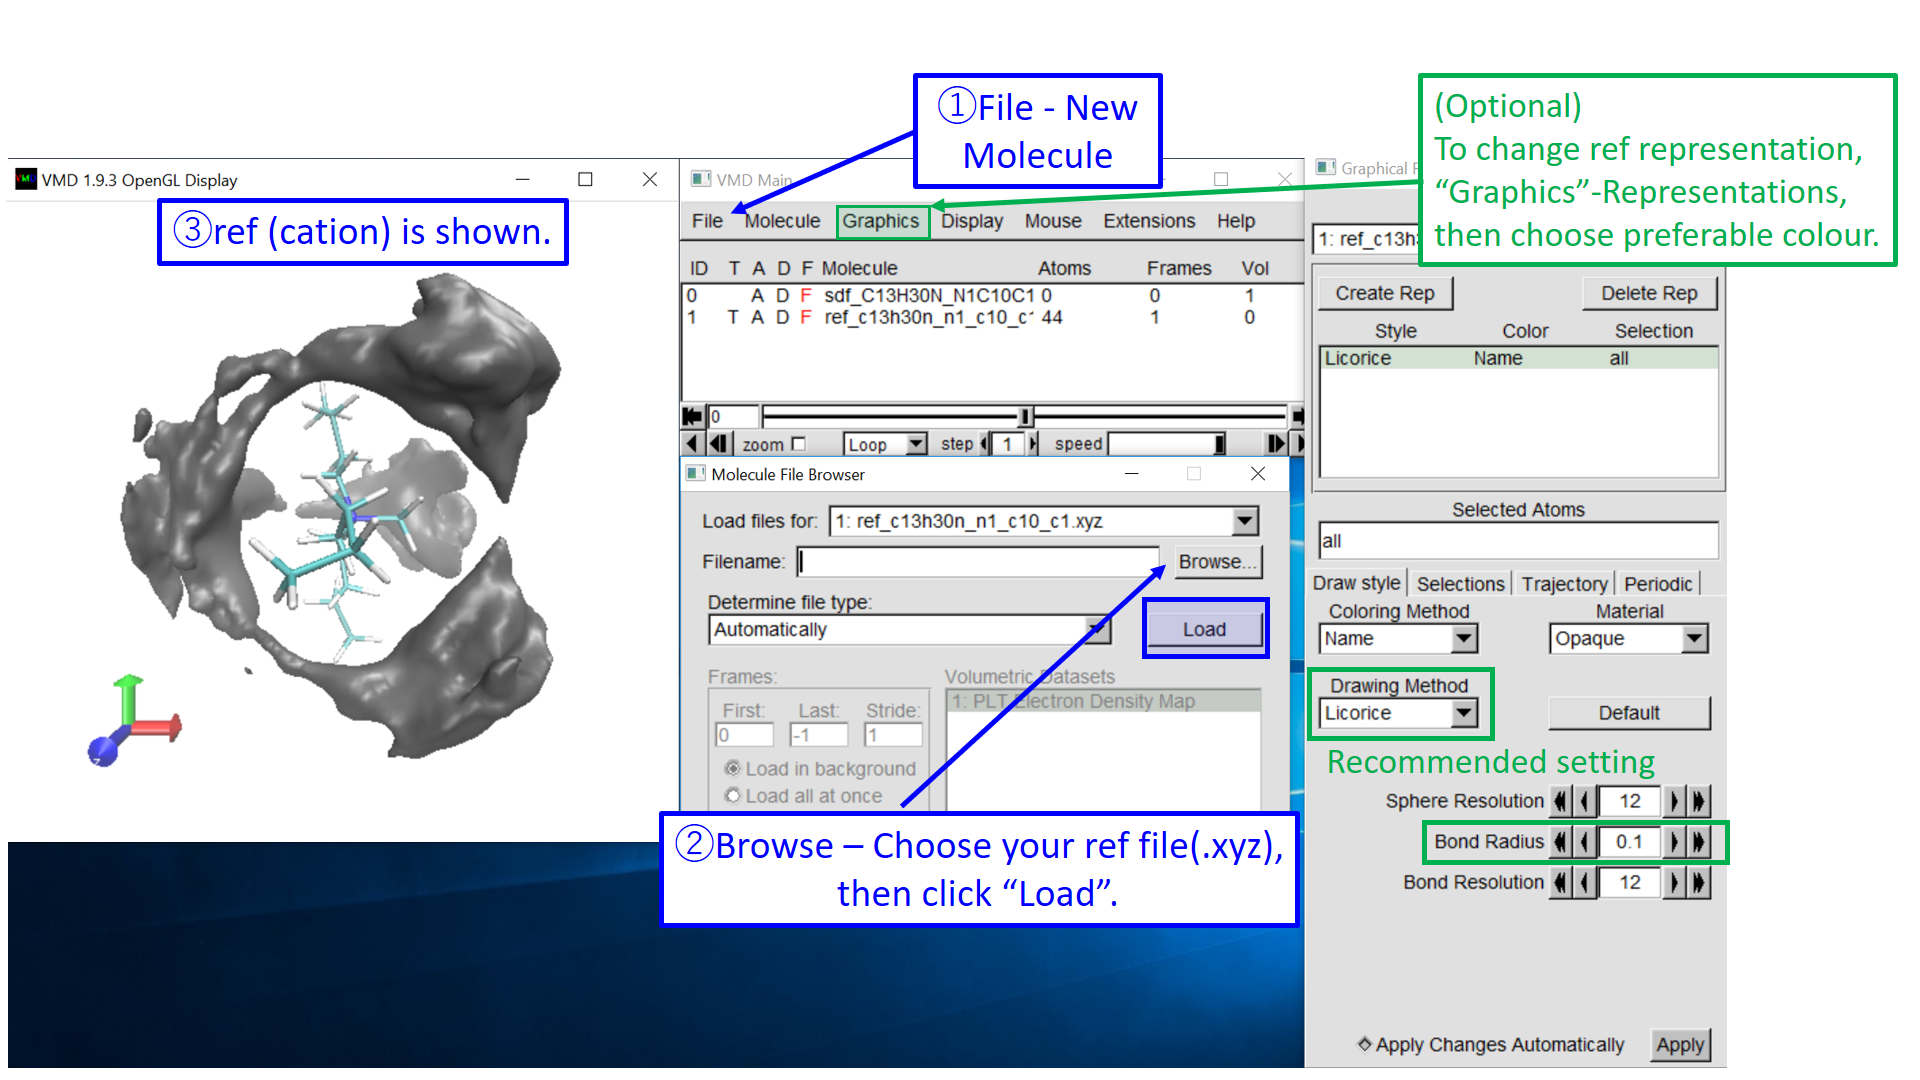 ①File - New
Molecule
(Optional)
To change ref representation,
“Graphics”-Representations,
then choose preferable colour.
VMD 1.9.3 OpenGL Display
③ref (cation) is shown.
VMD Main
File Molecule Graphics Display Mouse Extensions Help
ID T A D F Molecule Atoms Frames Vol
0 A D F sdf_C13H30N_N1C10C1 0 0 1
1 T A D F ref_c13h30n_n1_c10_c 44 1 0
0
zoom Loop step 1 speed
Molecule File Browser
Load files for: 1: ref_c13h30n_n1_c10_c1.xyz
Filename: Browse...
Determine file type:
Automatically Load
Frames: Volumetric Datasets
First: Last: Stride: 1: PLT Electron Density Map
0 -1 1
Load in background
Load all at once
②Browse – Choose your ref file(.xyz),
then click “Load”.
Graphical
1: ref_c13h
Create Rep Delete Rep
Style Color Selection
Licorice Name all
Selected Atoms
all
Draw style Selections Trajectory Periodic
Coloring Method Material
Name Opaque
Drawing Method
Licorice Default
Recommended setting
Sphere Resolution 12
Bond Radius 0.1
Bond Resolution 12
Apply Changes Automatically Apply